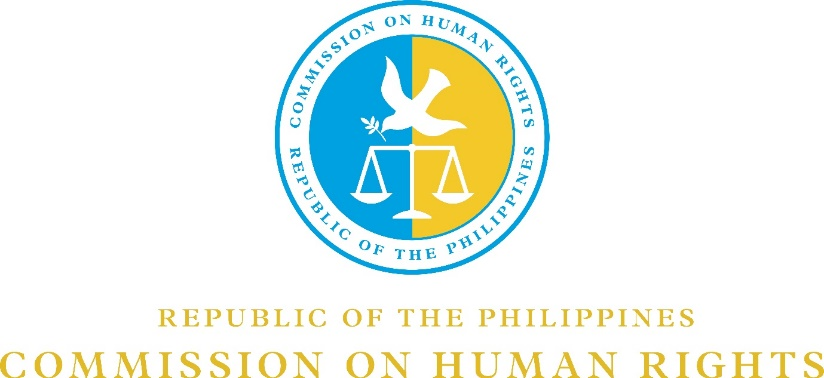 COMMISSION ON HUMAN RIGHTS
REPUBLIC OF THE PHILIPPINES
REPUBLIC OF THE PHILIPPINES
COMMISSION ON HUMAN RIGHTS